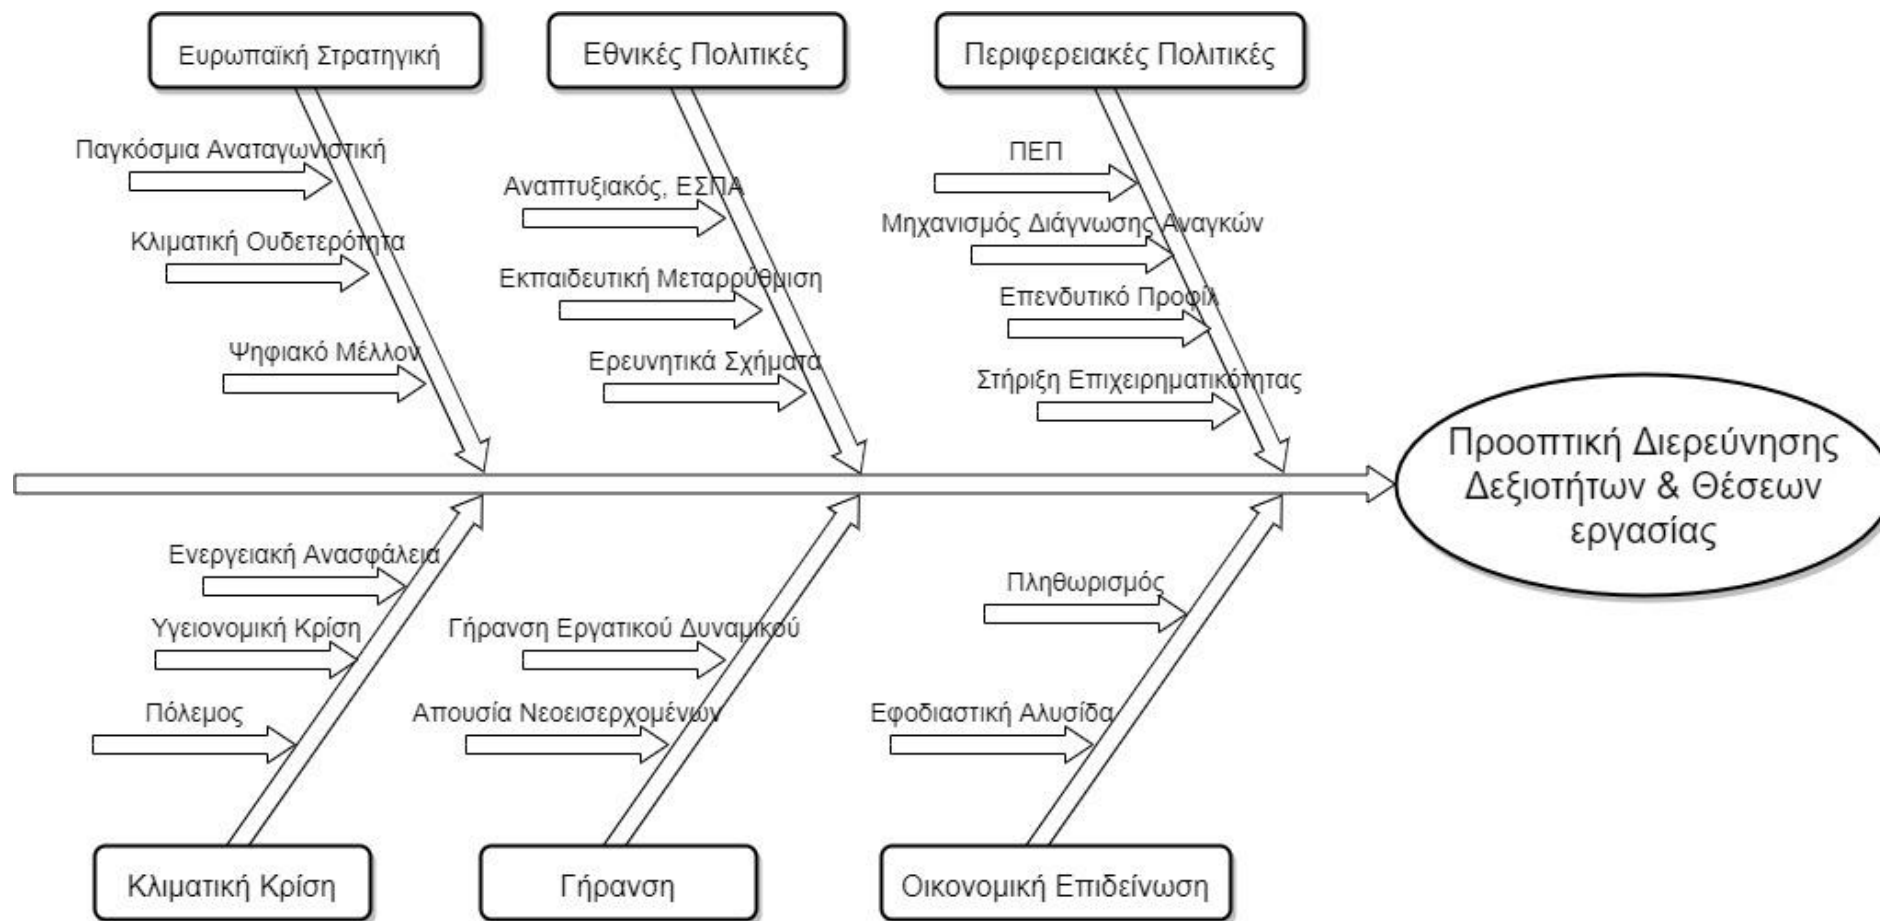 Ευρωπαϊκή Στρατηγική
Εθνικές Πολιτικές
Περιφερειακές Πολιτικές
Παγκόσμια Αναταγωνιστική
Κλιματική Ουδετερότητα
Ψηφιακό Μέλλον
Αναπτυξιακός, ΕΣΠΑ
Εκπαιδευτική Μεταρρύθμιση
Ερευνητικά Σχήματα
ΠΕΠ
Μηχανισμός Διάγνωσης Αναγκών
Επενδυτικό Προφίλ
Στήριξη Επιχειρηματικότητας
Προοπτική Διερεύνησης
Δεξιοτήτων & Θέσεων
εργασίας
Ενεργειακή Ανασφάλεια
Υγειονομική Κρίση
Πόλεμος
Γήρανση Εργατικού Δυναμικού
Απουσία Νεοεισερχομένων
Πληθωρισμός
Εφοδιαστική Αλυσίδα
Κλιματική Κρίση
Γήρανση
Οικονομική Επιδείνωση